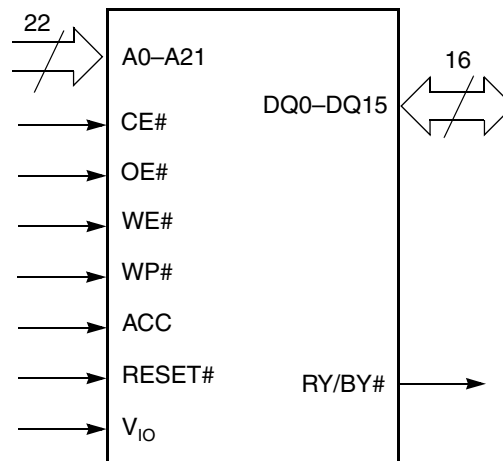 22
A0–A21
16
DQ0–DQ15
CE#
OE#
WE#
WP#
ACC
RESET#
RY/BY#
VIO